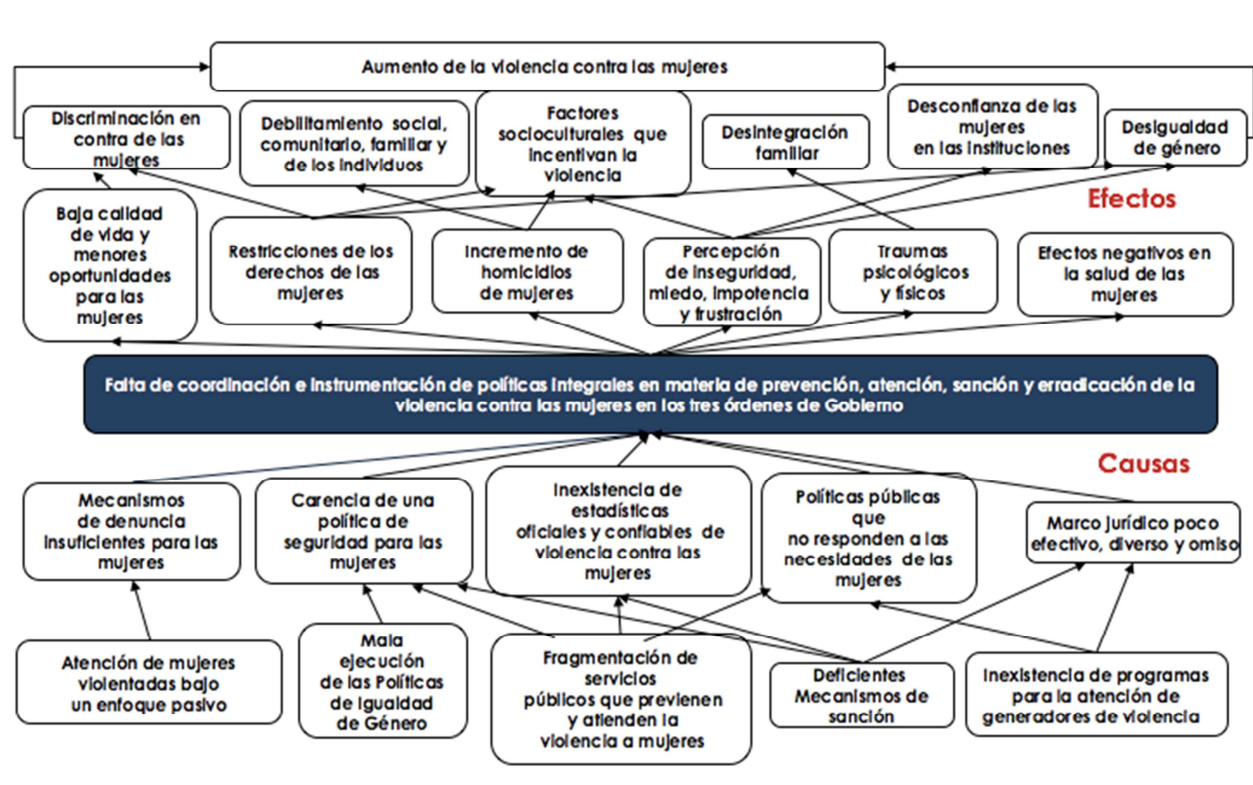 Aumento de la violencia contra las mujeres
Discriminación en
contra de las
mujeres
Debilitamiento social,
comunitario, familiar y
de los individuos
Factores
socioculturales que
incentivan la
violencia
Desintegración
familiar
Desconfianza de las
mujeres
en las instituciones
Desigualdad
de género
Efectos
Baja calidad
de vida y
menores
oportunidades
para las
mujeres
Restricciones de los
derechos de las
mujeres
Incremento de
homicidios
de mujeres
Percepción
de inseguridad,
miedo, impotencia
y frustración
Traumas
psicológicos
y físicos
Efectos negativos en
la salud de las
mujeres
Falta de coordinación e instrumentación de políticas integrales en materia de prevención, atención, sanción y erradicación de la
violencia contra las mujeres en los tres órdenes de Gobierno
Causas
Mecanismos
de denuncia
insuficientes para las
mujeres
Carencia de una
política de
seguridad para las
mujeres
Inexistencia de
estadísticas
oficiales y confiables de
violencia contra las
mujeres
Políticas públicas
que
no responden a las
necesidades de las
mujeres
Marco jurídico poco
efectivo, diverso y omiso
Atención de mujeres
violentadas bajo
un enfoque pasivo
Mala
ejecución
de las Políticas
de Igualdad
de Género
Fragmentación de
servicios
públicos que previenen
y atienden la
violencia a mujeres
Deficientes
Mecanismos de
sanción
Inexistencia de programas
para la atención de
generadores de violencia